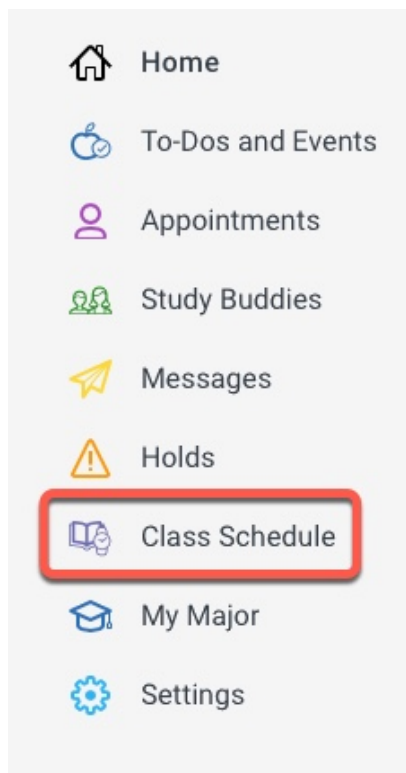 Home
To-Dos and Events
Appointments
Study Buddies
Messages
Holds
Class Schedule
My Major
Settings